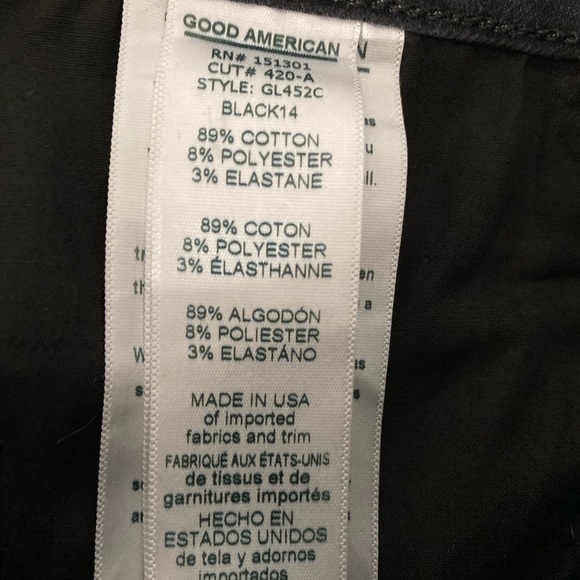 GOOD AMERICAN
RN# 151301
CUT# 420-A
STYLE: GL452C
BLACK14
89% COTTON
8% POLYESTER
3% ELASTANE
89% COTON
8% POLYESTER
3% ÉLASTHANNE
89% ALGODÓN
8% POLIESTER
3% ELASTÁNO
MADE IN USA
of imported
fabrics and trim
FABRIQUÉ AUX ÉTATS-UNIS
de tissus et de
garnitures importés
HECHO EN
ESTADOS UNIDOS
de tela y adornos
importados